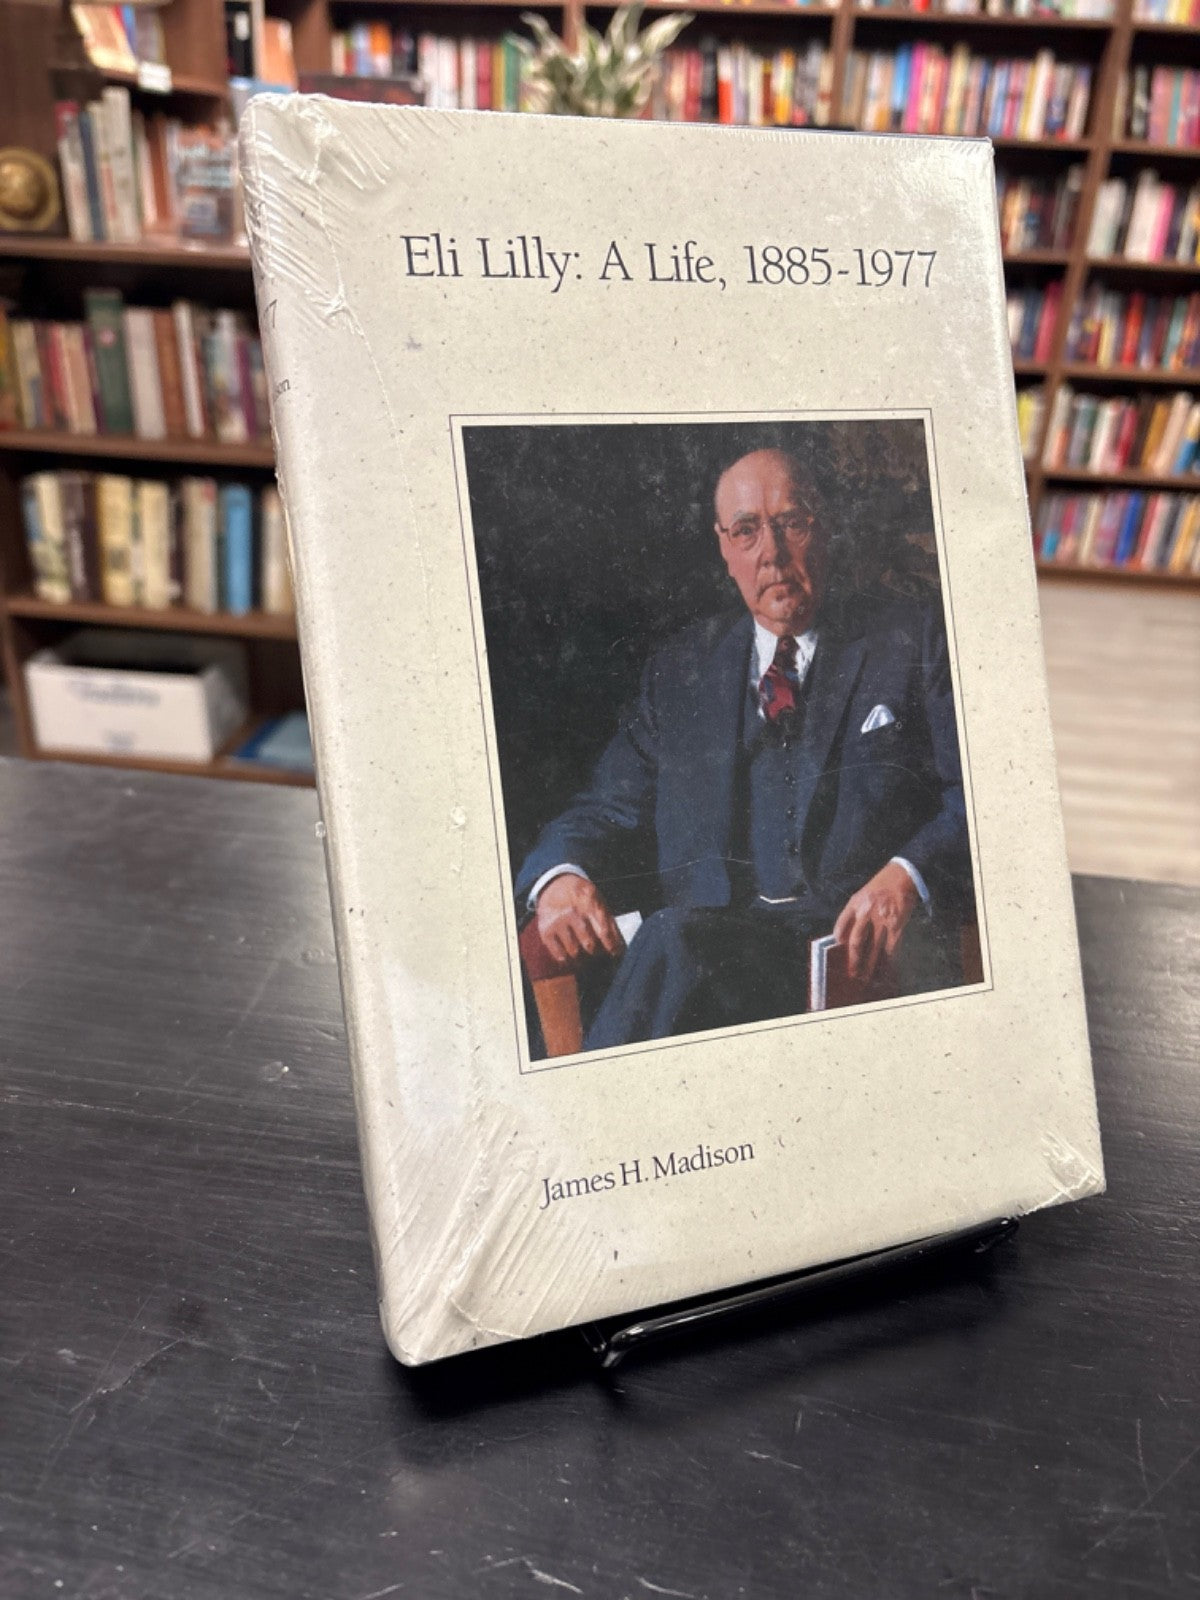 Eli Lilly: A Life, 1885-1977
James H. Madison